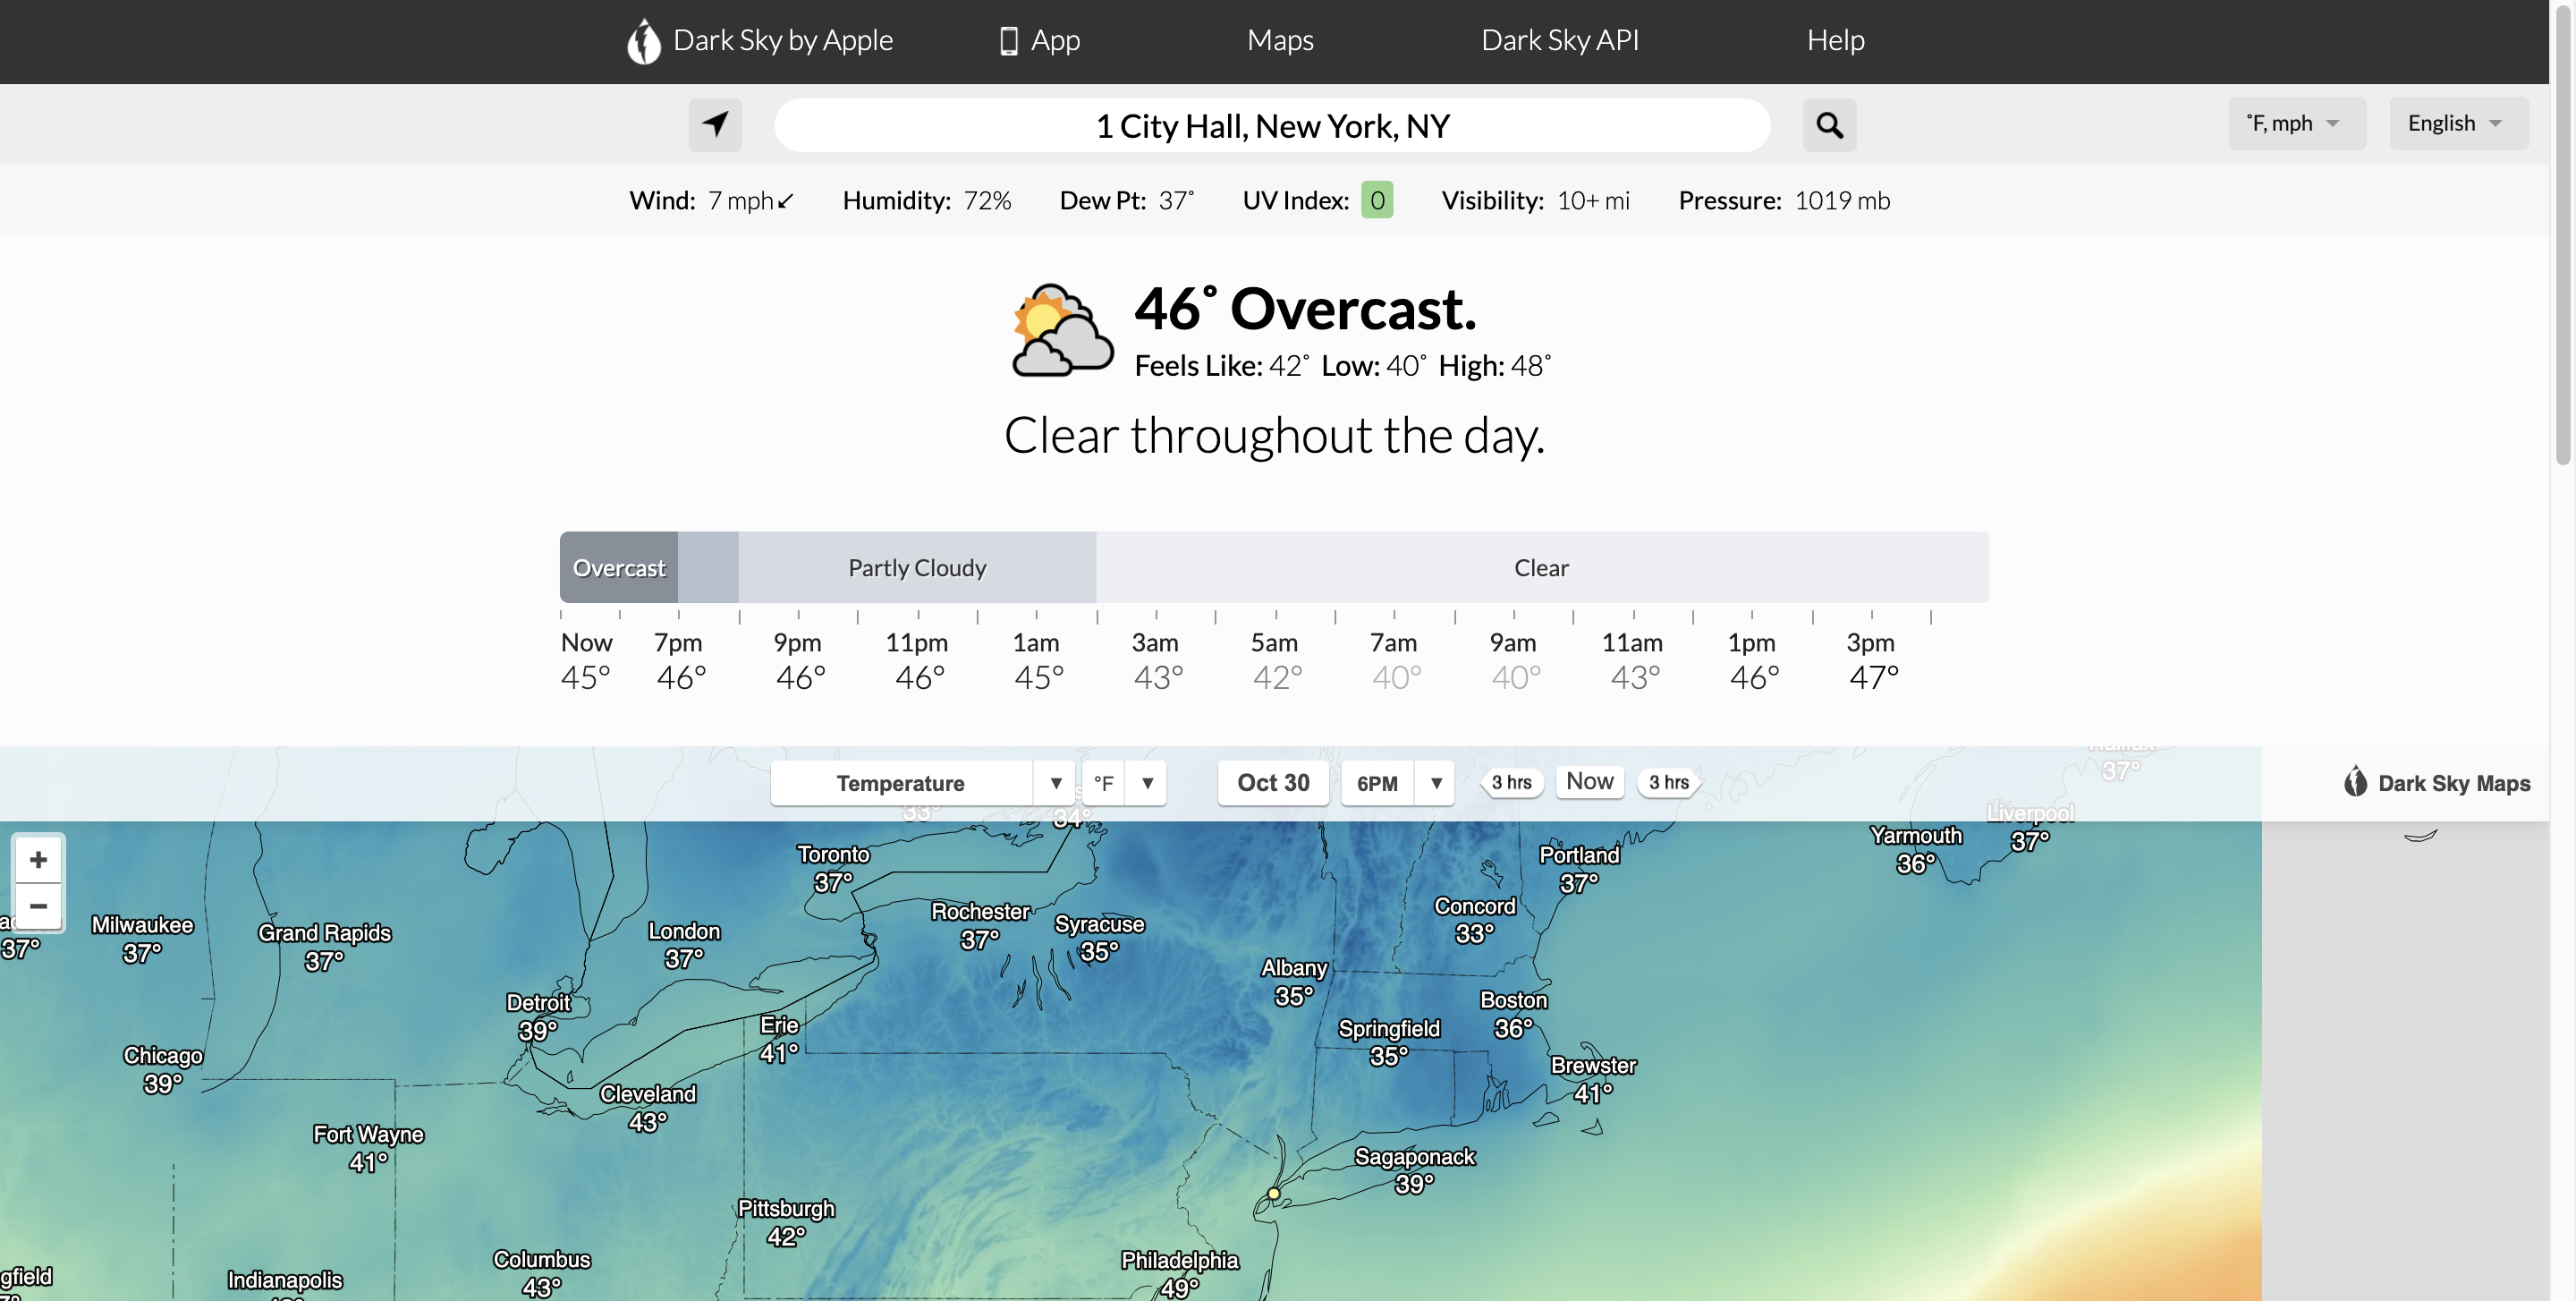 Dark Sky by Apple App Maps Dark Sky API Help
1 City Hall, New York, NY
˚F, mph English
Wind: 7 mph Humidity: 72% Dew Pt: 37˚ UV Index: 0 Visibility: 10+ mi Pressure: 1019 mb
46˚ Overcast.
Feels Like: 42˚ Low: 40˚ High: 48˚
Clear throughout the day.
Overcast Partly Cloudy Clear
Now 7pm 9pm 11pm 1am 3am 5am 7am 9am 11am 1pm 3pm
45° 46° 46° 46° 45° 43° 42° 40° 40° 43° 46° 47°
Halifax
37°
Temperature ▼ °F ▼ Oct 30 6PM ▼ 3 hrs Now 3 hrs Dark Sky Maps
33°
34°
Liverpool
37°
Yarmouth
36°
+
−
Toronto
37°
Portland
37°
37°
Milwaukee
37°
Grand Rapids
37°
London
37°
Rochester
37°
Syracuse
35°
Concord
33°
Albany
35°
Detroit
39°
Boston
36°
Erie
41°
Springfield
35°
Chicago
39°
Brewster
41°
Cleveland
43°
Fort Wayne
41°
Sagaponack
39°
Pittsburgh
42°
Columbus
43°
Philadelphia
49°
gfield
Indianapolis